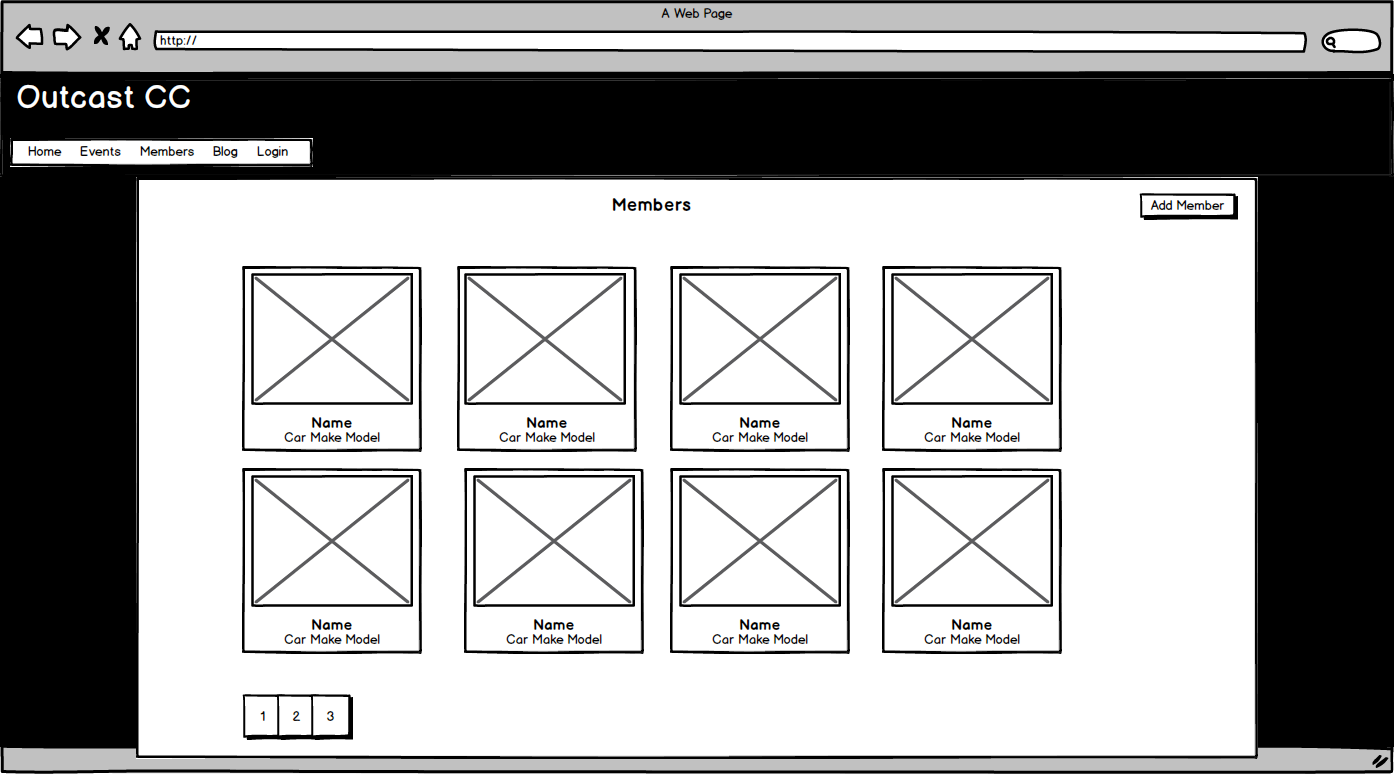 A Web Page
http://
Outcast CC
Home Events Members Blog Login
Members
Add Member
Name Name Name Name
Car Make Model Car Make Model Car Make Model Car Make Model
Name Name Name Name
Car Make Model Car Make Model Car Make Model Car Make Model
1 2 3